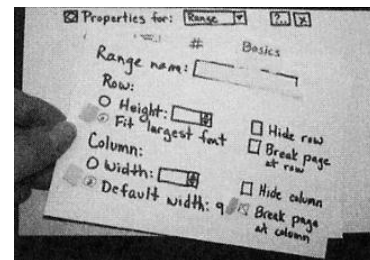 Properties for: Range ?.. X
# Basics
Range name:
Row:
Height: Hide row
Fit largest font Break page at row
Column:
Width: Hide column
Default width: 9 Break page at column